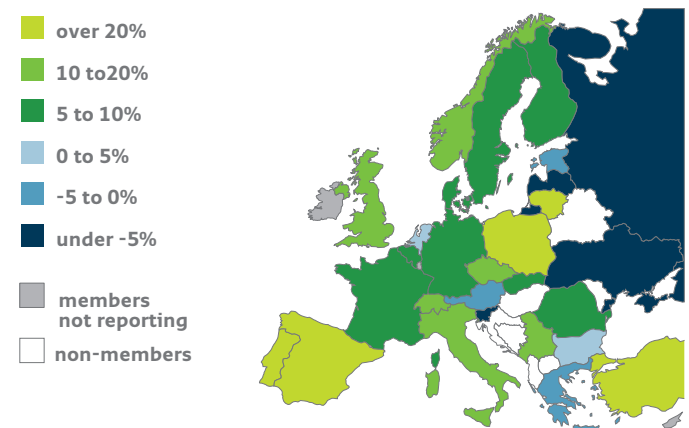 over 20%
10 to20%
5 to 10%
0 to 5%
-5 to 0%
under -5%
members
not reporting
non-members